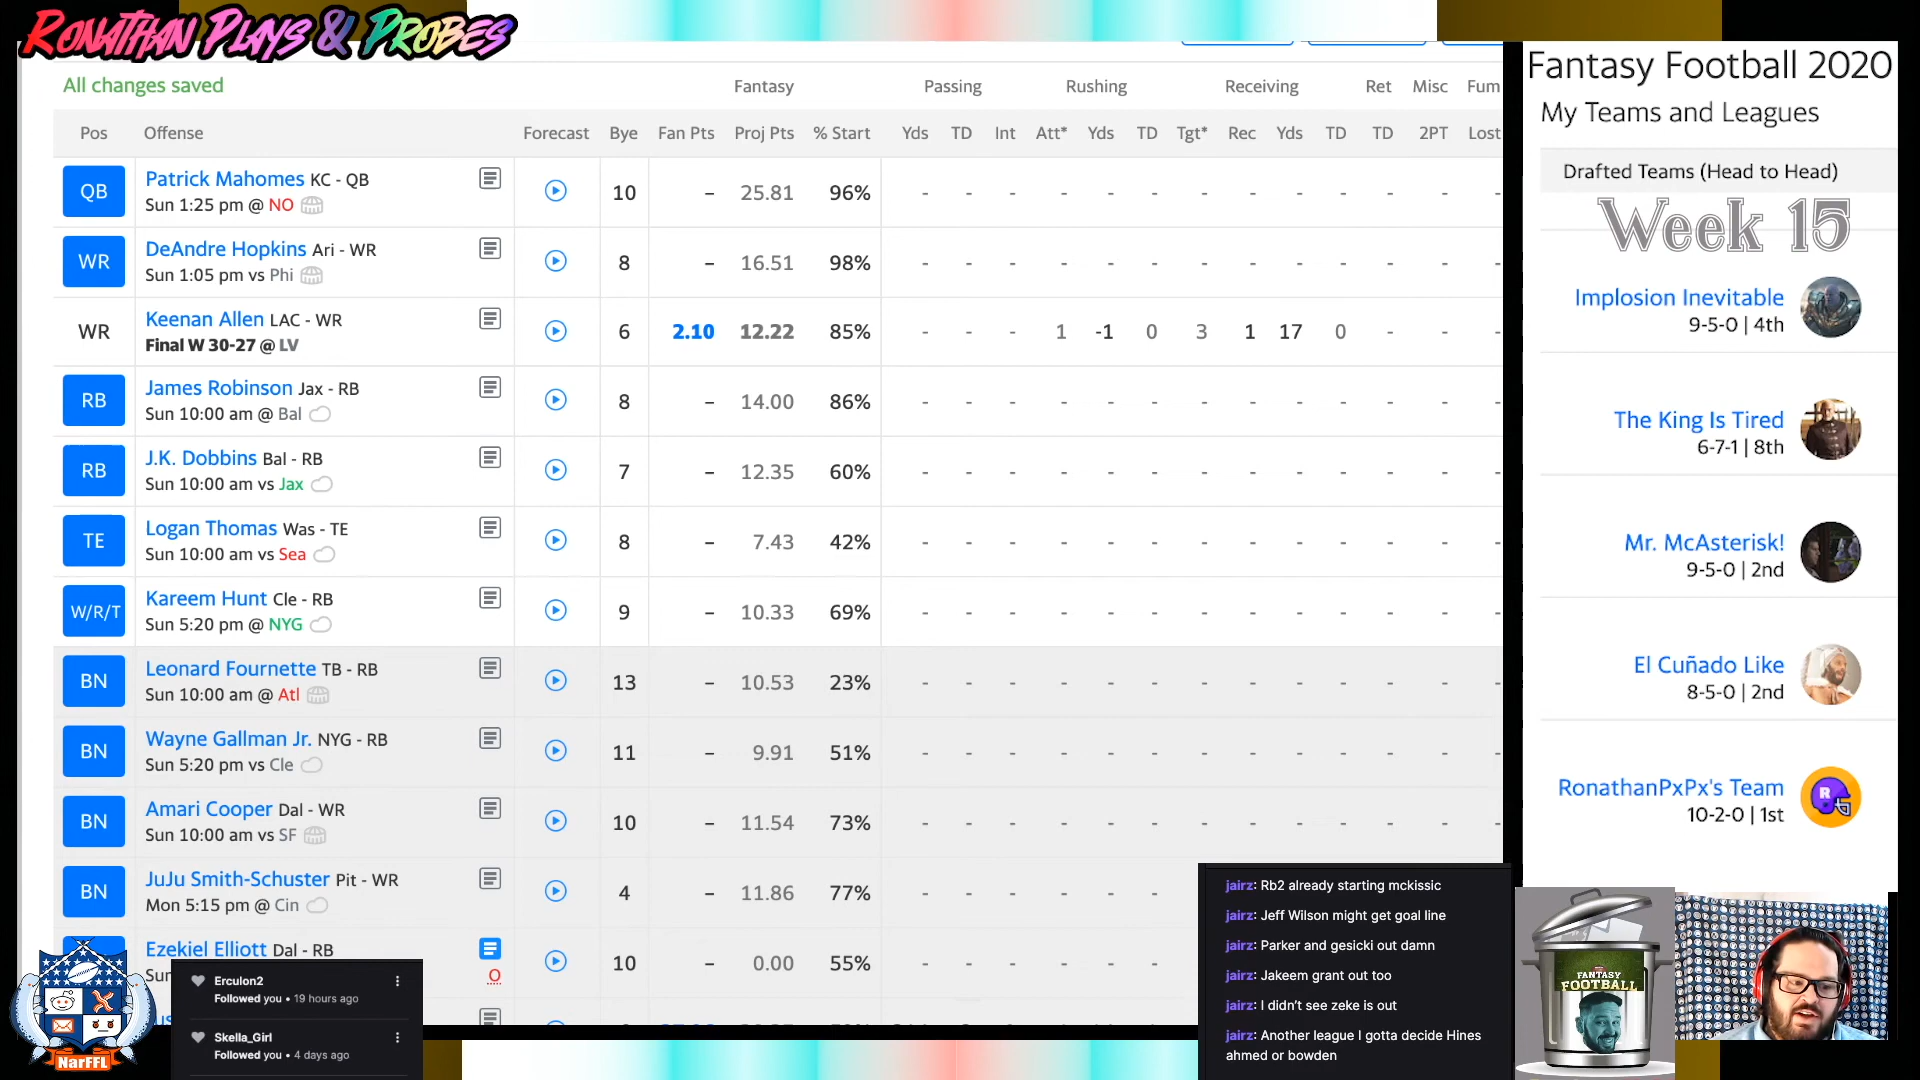 RONATHAN PLAYS & PROBES
All changes saved
Fantasy Passing Rushing Receiving Ret Misc Fum
Pos Offense Forecast Bye Fan Pts Proj Pts % Start Yds TD Int Att* Yds TD Tgt* Rec Yds TD TD 2PT Lost
QB Patrick Mahomes KC - QB
Sun 1:25 pm @ NO
10 – 25.81 96% - - - - - - - - - - - - -
WR DeAndre Hopkins Ari - WR
Sun 1:05 pm vs Phi
8 – 16.51 98% - - - - - - - - - - - - -
WR Keenan Allen LAC - WR
Final W 30-27 @ LV
6 2.10 12.22 85% - - - 1 -1 0 3 1 17 0 - - -
RB James Robinson Jax - RB
Sun 10:00 am @ Bal
8 – 14.00 86% - - - - - - - - - - - - -
RB J.K. Dobbins Bal - RB
Sun 10:00 am vs Jax
7 – 12.35 60% - - - - - - - - - - - - -
TE Logan Thomas Was - TE
Sun 10:00 am vs Sea
8 – 7.43 42% - - - - - - - - - - - - -
W/R/T Kareem Hunt Cle - RB
Sun 5:20 pm @ NYG
9 – 10.33 69% - - - - - - - - - - - - -
BN Leonard Fournette TB - RB
Sun 10:00 am @ Atl
13 – 10.53 23% - - - - - - - - - - - - -
BN Wayne Gallman Jr. NYG - RB
Sun 5:20 pm vs Cle
11 – 9.91 51% - - - - - - - - - - - - -
BN Amari Cooper Dal - WR
Sun 10:00 am vs SF
10 – 11.54 73% - - - - - - - - - - - - -
BN JuJu Smith-Schuster Pit - WR
Mon 5:15 pm @ Cin
4 – 11.86 77% - - - - - -
Ezekiel Elliott Dal - RB
O
10 – 0.00 55% - - - - - -
Erculon2
Followed you • 19 hours ago
Skella_Girl
Followed you • 4 days ago
NarFFL
Fantasy Football 2020
My Teams and Leagues
Drafted Teams (Head to Head)
Week 15
Implosion Inevitable
9-5-0 | 4th
The King Is Tired
6-7-1 | 8th
Mr. McAsterisk!
9-5-0 | 2nd
El Cuñado Like
8-5-0 | 2nd
RonathanPxPx's Team
10-2-0 | 1st
R
jairz: Rb2 already starting mckissic
jairz: Jeff Wilson might get goal line
jairz: Parker and gesicki out damn
jairz: Jakeem grant out too
jairz: I didn't see zeke is out
jairz: Another league I gotta decide Hines
ahmed or bowden
FANTASY
FOOTBALL